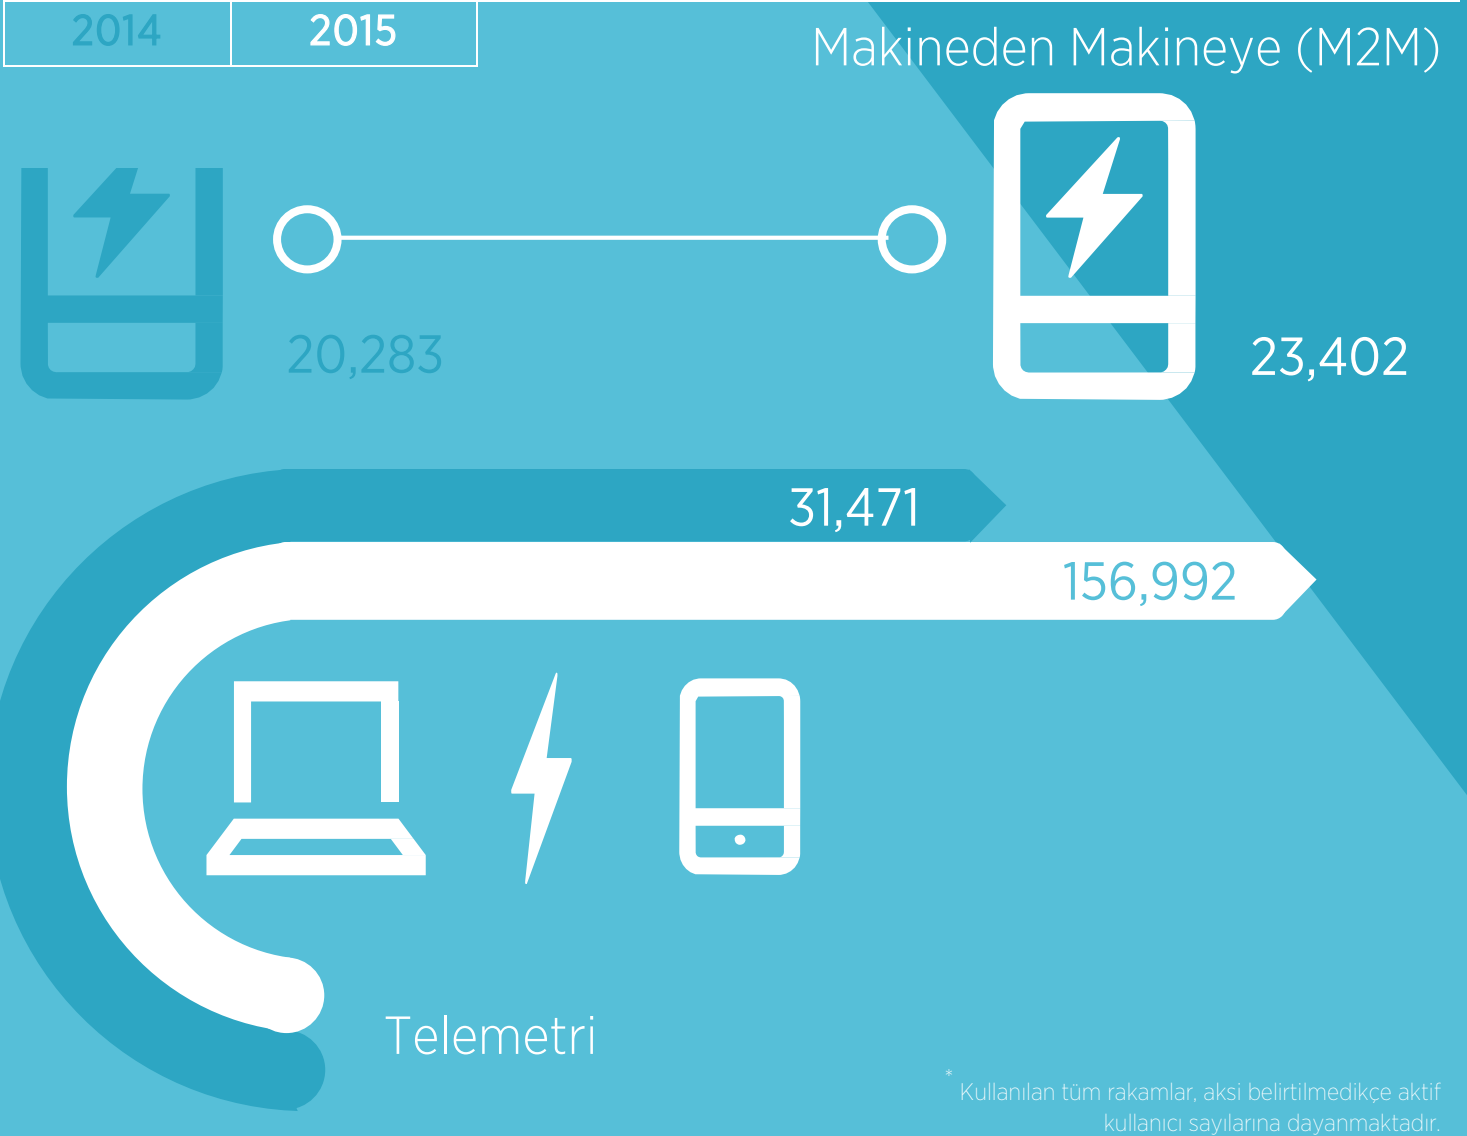 2014
2015
Makineden Makineye (M2M)
20,283
23,402
31,471
156,992
Telemetri
* Kullanılan tüm rakamlar, aksi belirtilmedikçe aktif
kullanıcı sayılarına dayanmaktadır.